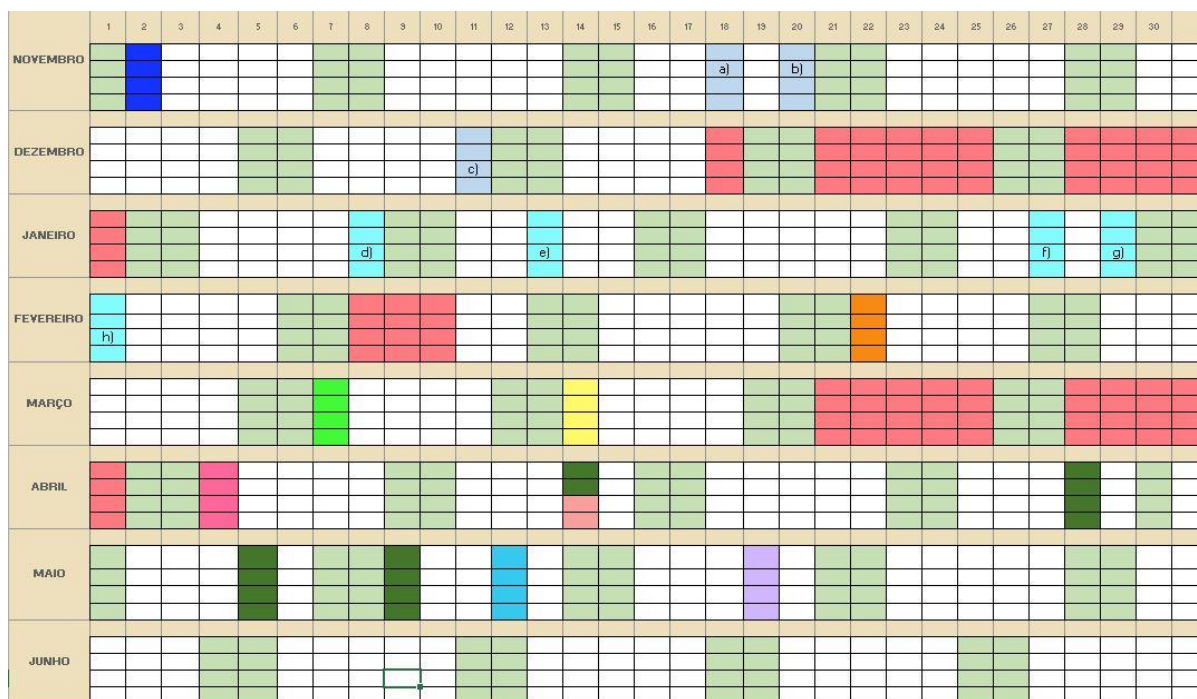 1 2 3 4 5 6 7 8 9 10 11 12 13 14 15 16 17 18 19 20 21 22 23 24 25 26 27 28 29 30
NOVEMBRO
a) b)
DEZEMBRO
c)
JANEIRO
d) e) f) g)
FEVEREIRO
h)
MARÇO
ABRIL
MAIO
JUNHO